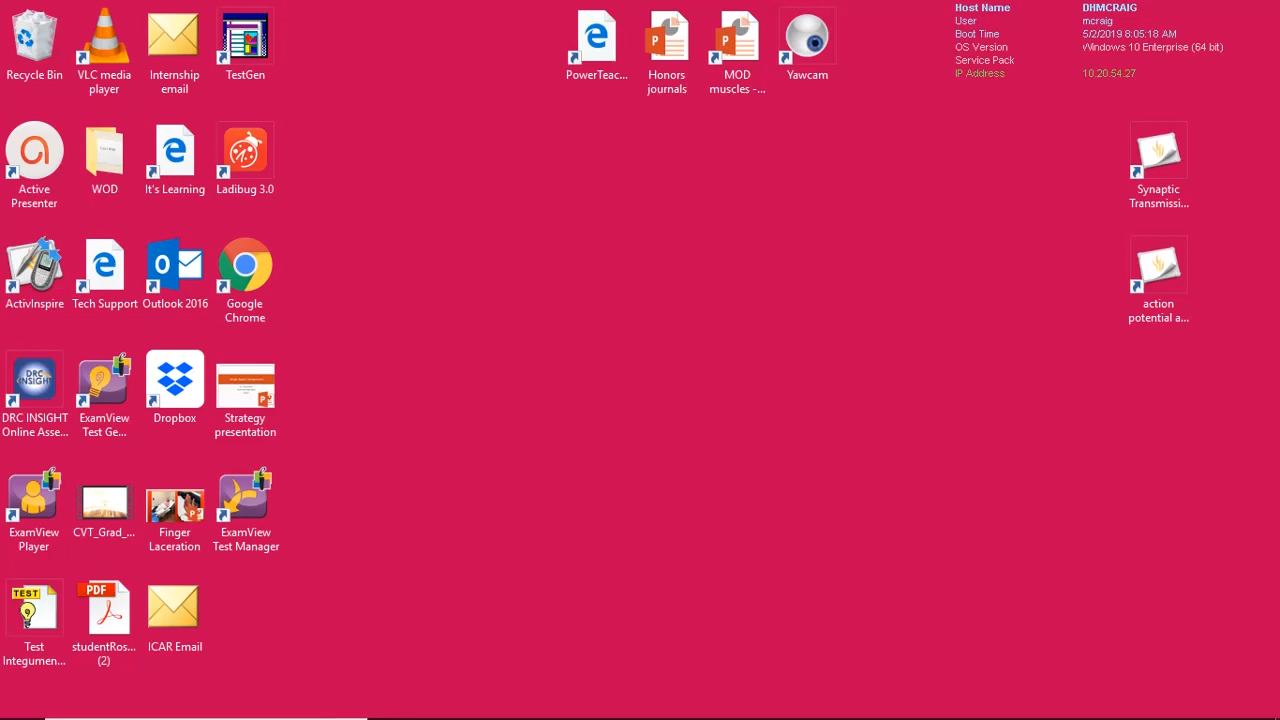 Recycle Bin
VLC media player
Internship email
TestGen
PowerTeac...
Honors journals
MOD muscles -...
Yawcam
Host Name DHMCRAIG
User mcraig
Boot Time 5/2/2019 8:05:18 AM
OS Version Windows 10 Enterprise (64 bit)
Service Pack
IP Address 10.20.54.27
Active Presenter
WOD
It's Learning
Ladibug 3.0
Synaptic Transmissi...
ActivInspire
Tech Support
Outlook 2016
Google Chrome
action potential a...
DRC INSIGHT
DRC INSIGHT Online Asse...
ExamView Test Ge...
Dropbox
Strategy presentation
ExamView Player
CVT_Grad_...
Finger Laceration
ExamView Test Manager
TEST
Test Integumen...
PDF
studentRos... (2)
ICAR Email